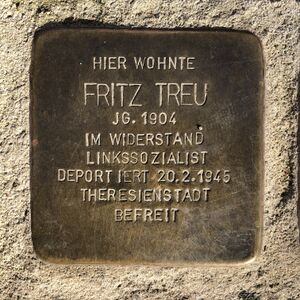 HIER WOHNTE
FRITZ TREU
JG. 1904
IM WIDERSTAND
LINKSSOZIALIST
DEPORTIERT 20.2.1945
THERESIENSTADT
BEFREIT